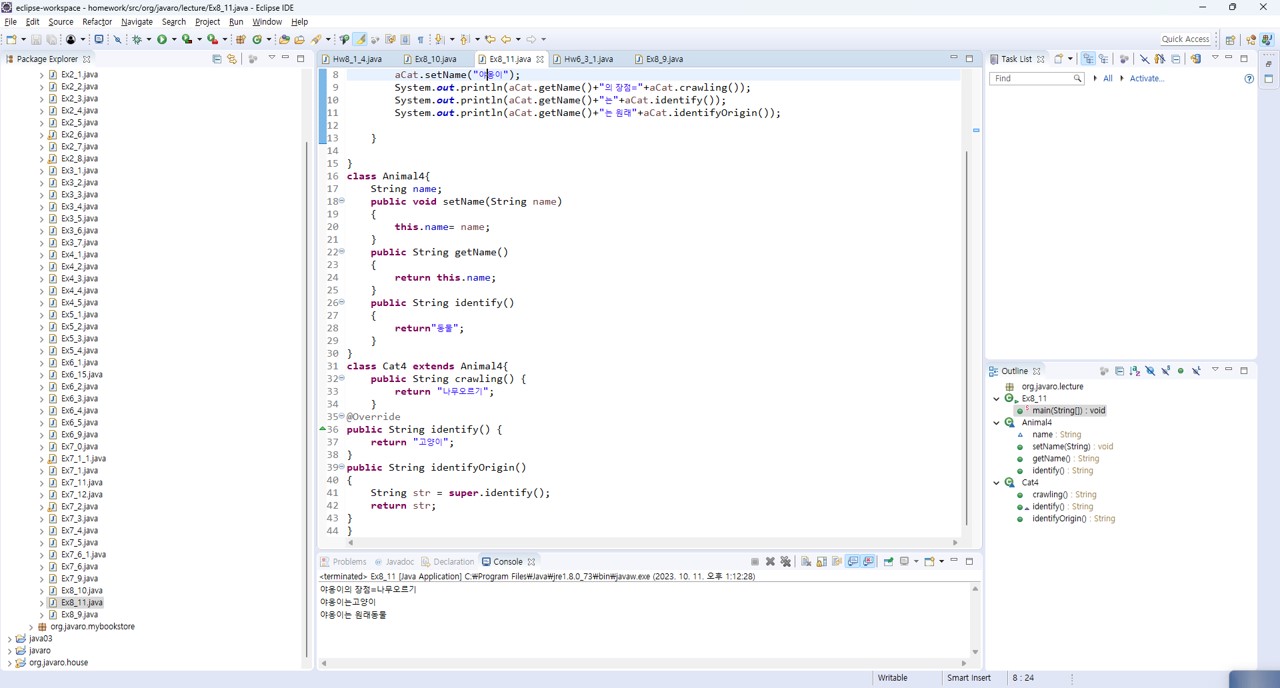 eclipse-workspace - homework/src/org/javaro/lecture/Ex8_11.java - Eclipse IDE
File Edit Source Refactor Navigate Search Project Run Window Help
Quick Access
Package Explorer
Ex2_1.java
Ex2_2.java
Ex2_3.java
Ex2_4.java
Ex2_5.java
Ex2_6.java
Ex2_7.java
Ex2_8.java
Ex3_1.java
Ex3_2.java
Ex3_3.java
Ex3_4.java
Ex3_5.java
Ex3_6.java
Ex3_7.java
Ex4_1.java
Ex4_2.java
Ex4_3.java
Ex4_4.java
Ex4_5.java
Ex5_1.java
Ex5_2.java
Ex5_3.java
Ex5_4.java
Ex6_1.java
Ex6_15.java
Ex6_2.java
Ex6_3.java
Ex6_4.java
Ex6_5.java
Ex6_9.java
Ex7_0.java
Ex7_1_1.java
Ex7_1.java
Ex7_11.java
Ex7_12.java
Ex7_2.java
Ex7_3.java
Ex7_4.java
Ex7_5.java
Ex7_6_1.java
Ex7_6.java
Ex7_9.java
Ex8_10.java
Ex8_11.java
Ex8_9.java
org.javaro.mybookstore
java03
javaro
org.javaro.house
Hw8_1_4.java Ex8_10.java Ex8_11.java Hw6_3_1.java Ex8_9.java
8 aCat.setName("야옹이");
9 System.out.println(aCat.getName()+"의 장점="+aCat.crawling());
10 System.out.println(aCat.getName()+"는"+aCat.identify());
11 System.out.println(aCat.getName()+"는 원래"+aCat.identifyOrigin());
12
13 }
14
15 }
16 class Animal4{
17 String name;
18 public void setName(String name)
19 {
20 this.name= name;
21 }
22 public String getName()
23 {
24 return this.name;
25 }
26 public String identify()
27 {
28 return"동물";
29 }
30 }
31 class Cat4 extends Animal4{
32 public String crawling() {
33 return "나무오르기";
34 }
35 @Override
36 public String identify() {
37 return "고양이";
38 }
39 public String identifyOrigin()
40 {
41 String str = super.identify();
42 return str;
43 }
44 }
Problems Javadoc Declaration Console
<terminated> Ex8_11 [Java Application] C:₩Program Files₩Java₩jre1.8.0_73₩bin₩javaw.exe (2023. 10. 11. 오후 1:12:28)
야옹이의 장점=나무오르기
야옹이는고양이
야옹이는 원래동물
Task List
Find All Activate...
Outline
org.javaro.lecture
Ex8_11
main(String[]) : void
Animal4
name : String
setName(String) : void
getName() : String
identify() : String
Cat4
crawling() : String
identify() : String
identifyOrigin() : String
Writable Smart Insert 8 : 24